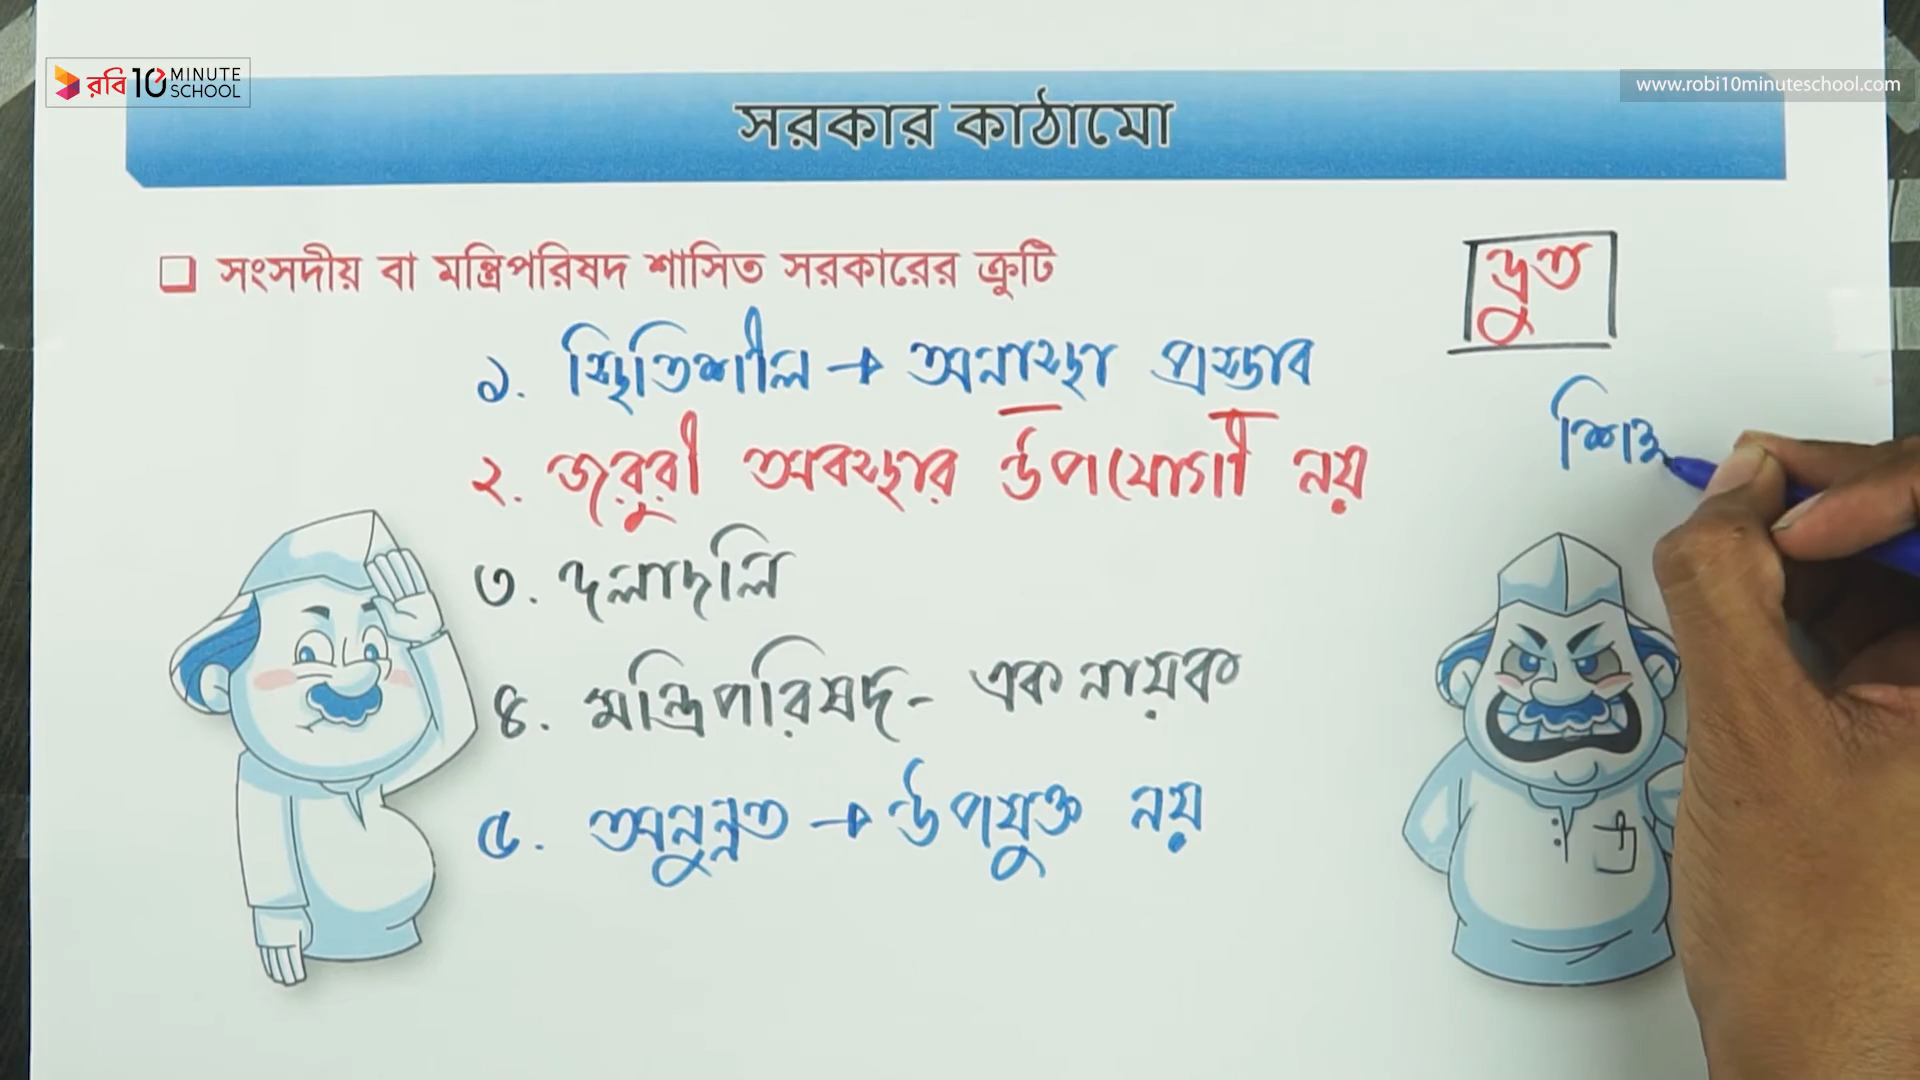 রবি 10 MINUTE SCHOOL
www.robi10minuteschool.com
সরকার কাঠামো
সংসদীয় বা মন্ত্রিপরিষদ শাসিত সরকারের ত্রুটি
দ্রুত
১. স্থিতিশীল → অনাস্থা প্রস্তাব
২. জরুরী অবস্থার উপযোগী নয়
৩. দলাদলি
৪. মন্ত্রিপরিষদ - এক নায়ক
৫. অনুন্নত → উপযুক্ত নয়